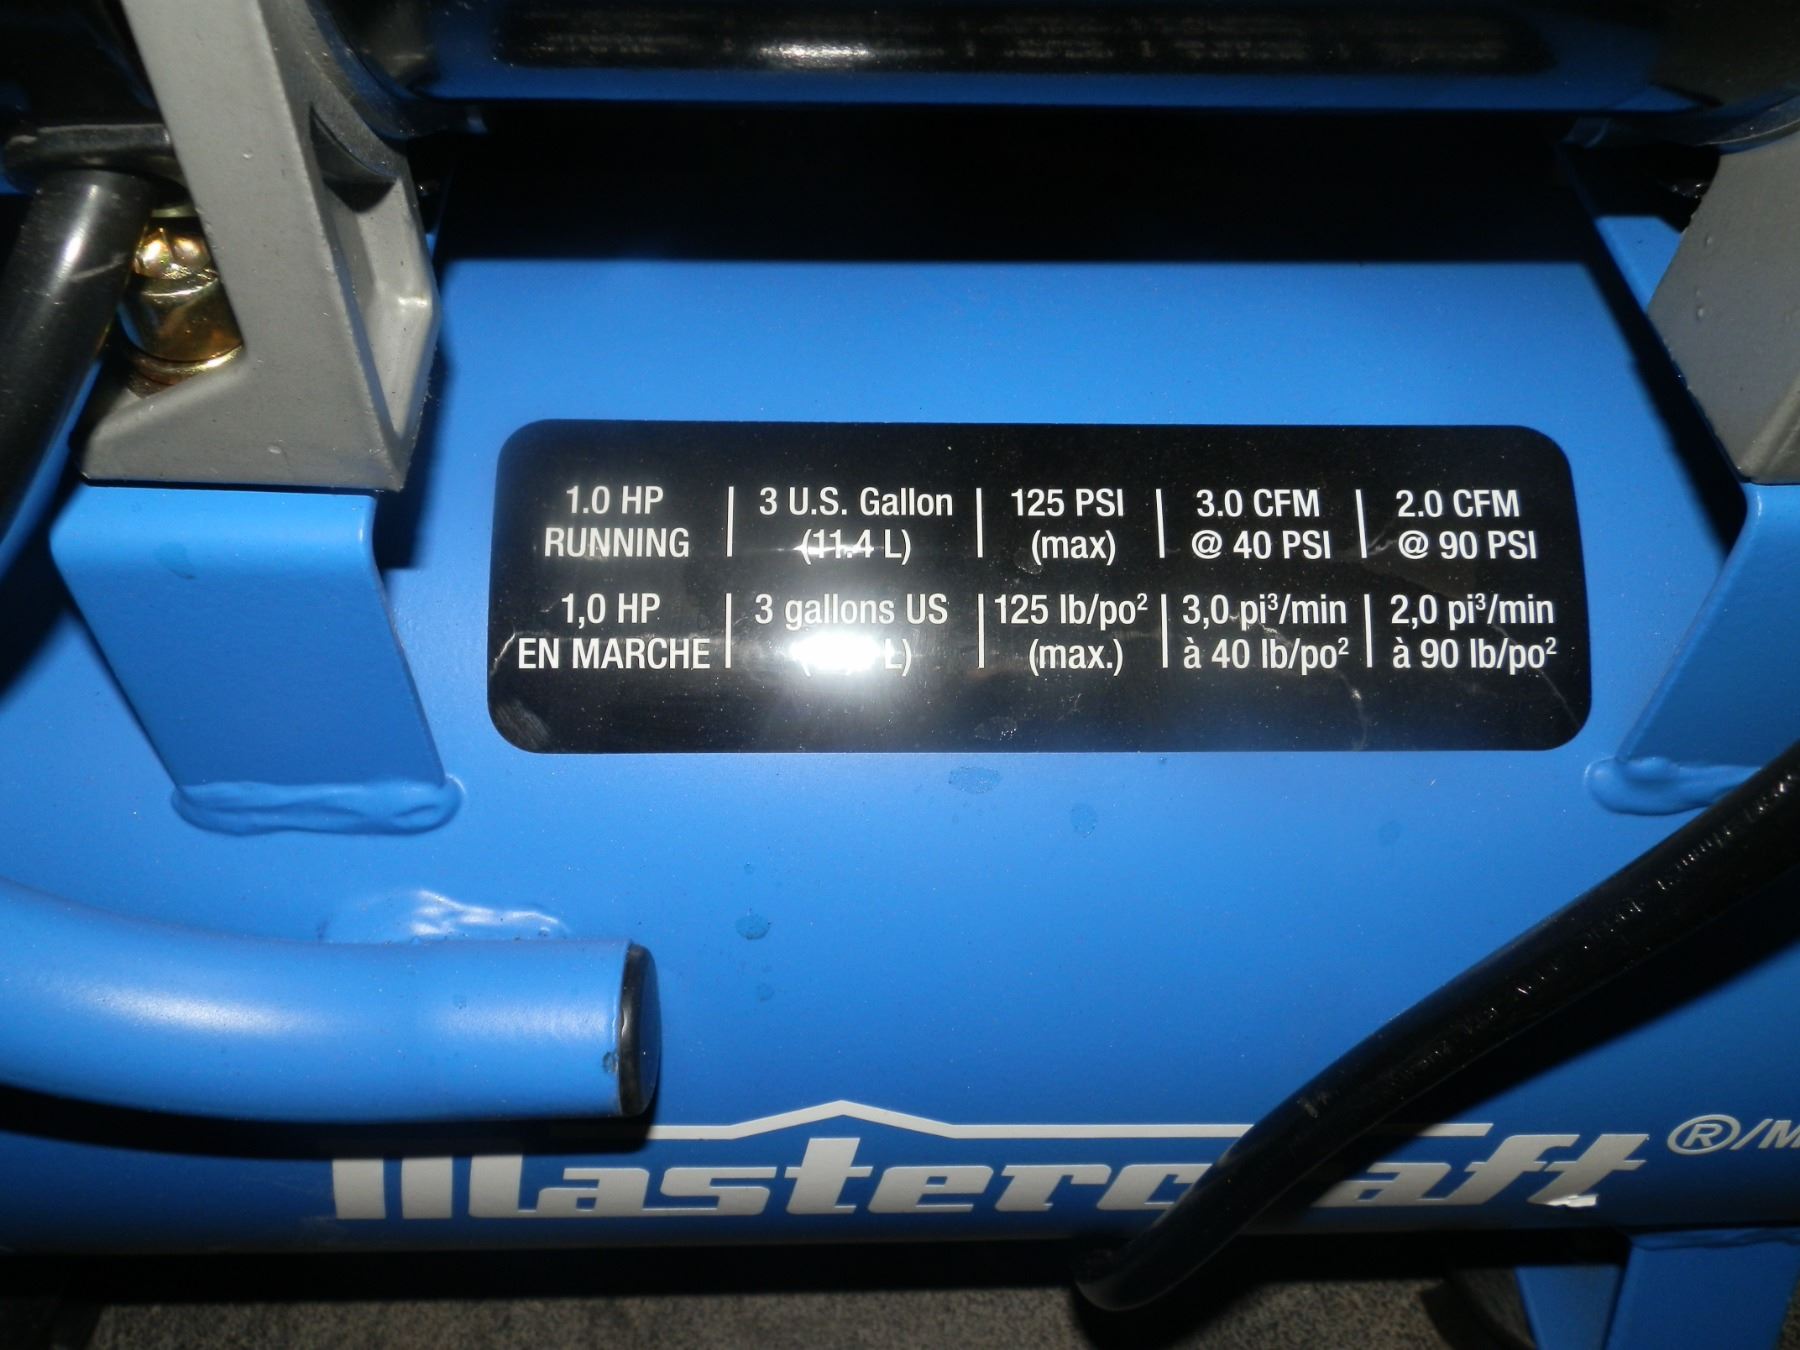 1.0 HP | 3 U.S. Gallon | 125 PSI | 3.0 CFM | 2.0 CFM
RUNNING | (11.4 L) | (max) | @ 40 PSI | @ 90 PSI
1,0 HP | 3 gallons US | 125 lb/po² | 3,0 pi³/min | 2,0 pi³/min
EN MARCHE | L) | (max.) | à 40 lb/po² | à 90 lb/po²
Mastercraft ®/M